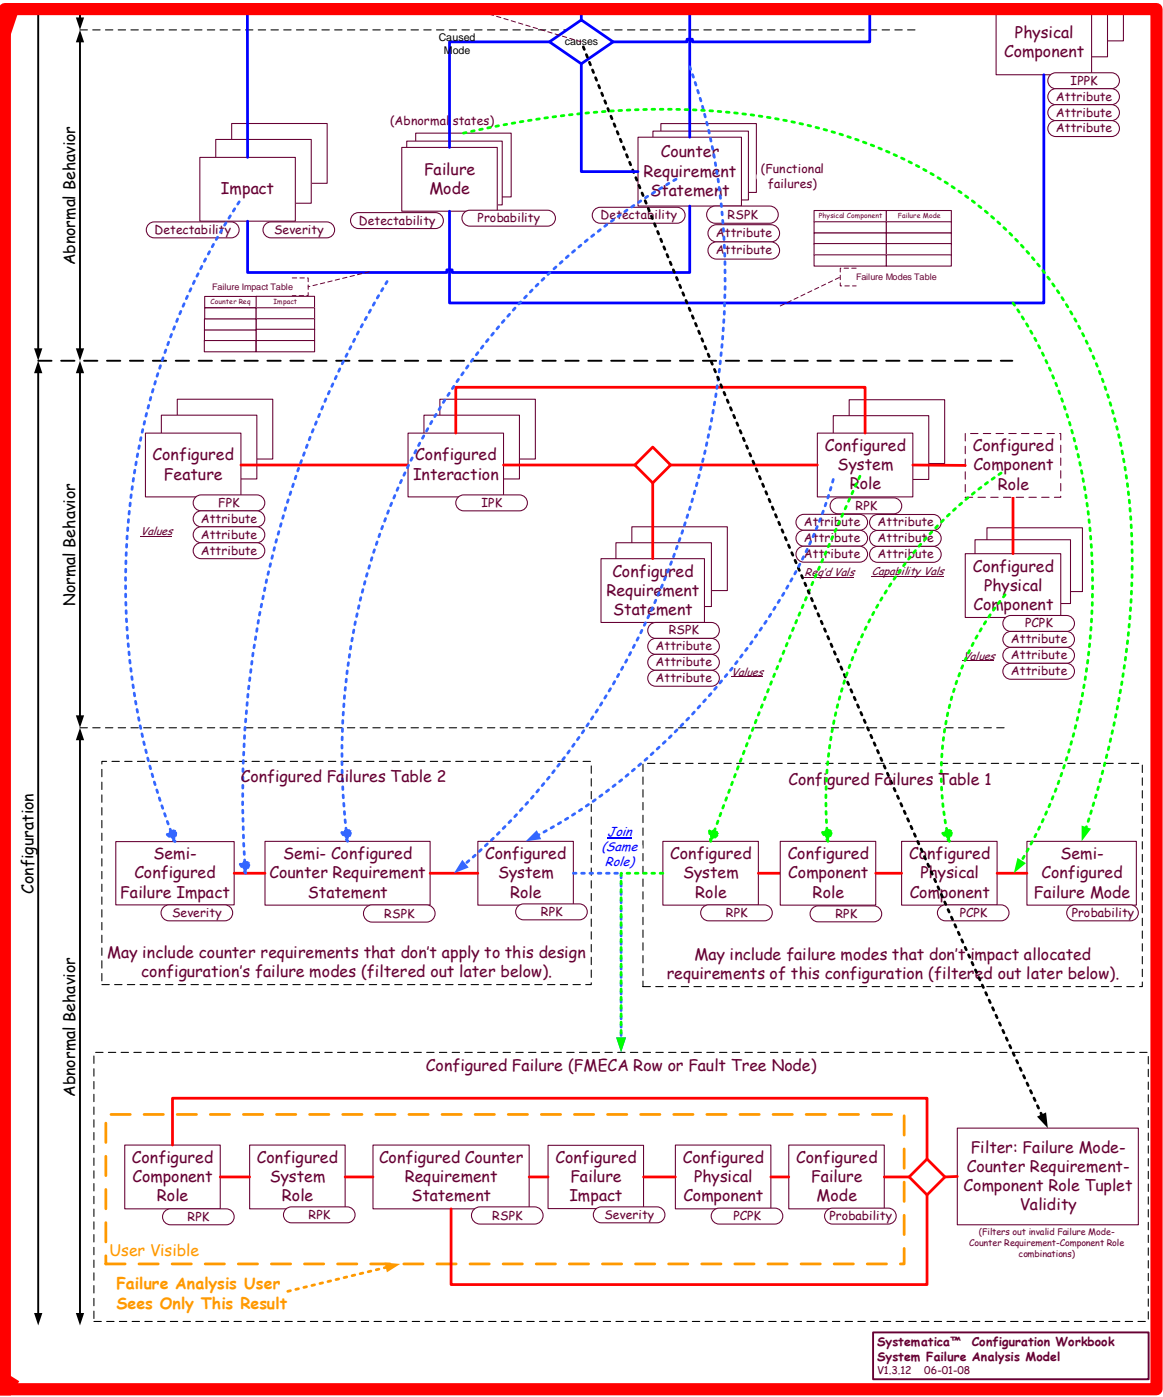 Physical
Component
IPPK
Attribute
Attribute
Attribute
causes
Caused
Mode
Abnormal Behavior
(Abnormal states)
Impact
Detectability
Severity
Failure
Mode
Detectability
Probability
Counter
Requirement
Statement
(Functional
failures)
Detectability
RSPK
Attribute
Attribute
Physical Component Failure Mode
Failure Modes Table
Failure Impact Table
Counter Req Impact
Configuration
Normal Behavior
Configured
Feature
FPK
Attribute
Attribute
Attribute
Values
Configured
Interaction
IPK
Configured
System
Role
RPK
Attribute Attribute
Attribute Attribute
Attribute Attribute
Req'd Vals Capability Vals
Configured
Component
Role
Configured
Requirement
Statement
RSPK
Attribute
Attribute
Attribute
Values
Configured
Physical
Component
PCPK
Attribute
Attribute
Attribute
Values
Abnormal Behavior
Configured Failures Table 2
Semi-
Configured
Failure Impact
Severity
Semi- Configured
Counter Requirement
Statement
RSPK
Configured
System
Role
RPK
May include counter requirements that don't apply to this design
configuration's failure modes (filtered out later below).
Join
(Same
Role)
Configured Failures Table 1
Configured
System
Role
RPK
Configured
Component
Role
RPK
Configured
Physical
Component
PCPK
Semi-
Configured
Failure Mode
Probability
May include failure modes that don't impact allocated
requirements of this configuration (filtered out later below).
Configured Failure (FMECA Row or Fault Tree Node)
Configured
Component
Role
RPK
Configured
System
Role
RPK
Configured Counter
Requirement
Statement
RSPK
Configured
Failure
Impact
Severity
Configured
Physical
Component
PCPK
Configured
Failure
Mode
Probability
Filter: Failure Mode-
Counter Requirement-
Component Role Tuplet
Validity
(Filters out invalid Failure Mode-
Counter Requirement-Component Role
combinations)
User Visible
Failure Analysis User
Sees Only This Result
Systematica™ Configuration Workbook
System Failure Analysis Model
V1.3.12 06-01-08